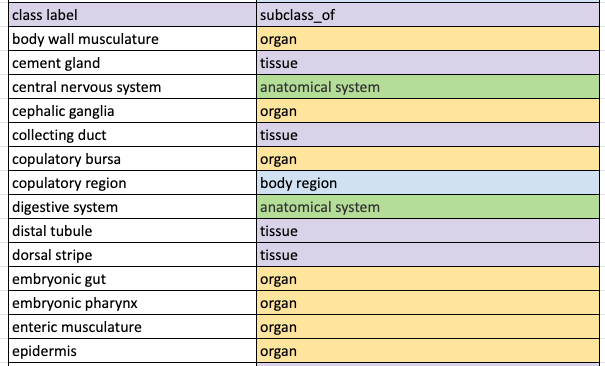 class label subclass_of
body wall musculature organ
cement gland tissue
central nervous system anatomical system
cephalic ganglia organ
collecting duct tissue
copulatory bursa organ
copulatory region body region
digestive system anatomical system
distal tubule tissue
dorsal stripe tissue
embryonic gut organ
embryonic pharynx organ
enteric musculature organ
epidermis organ